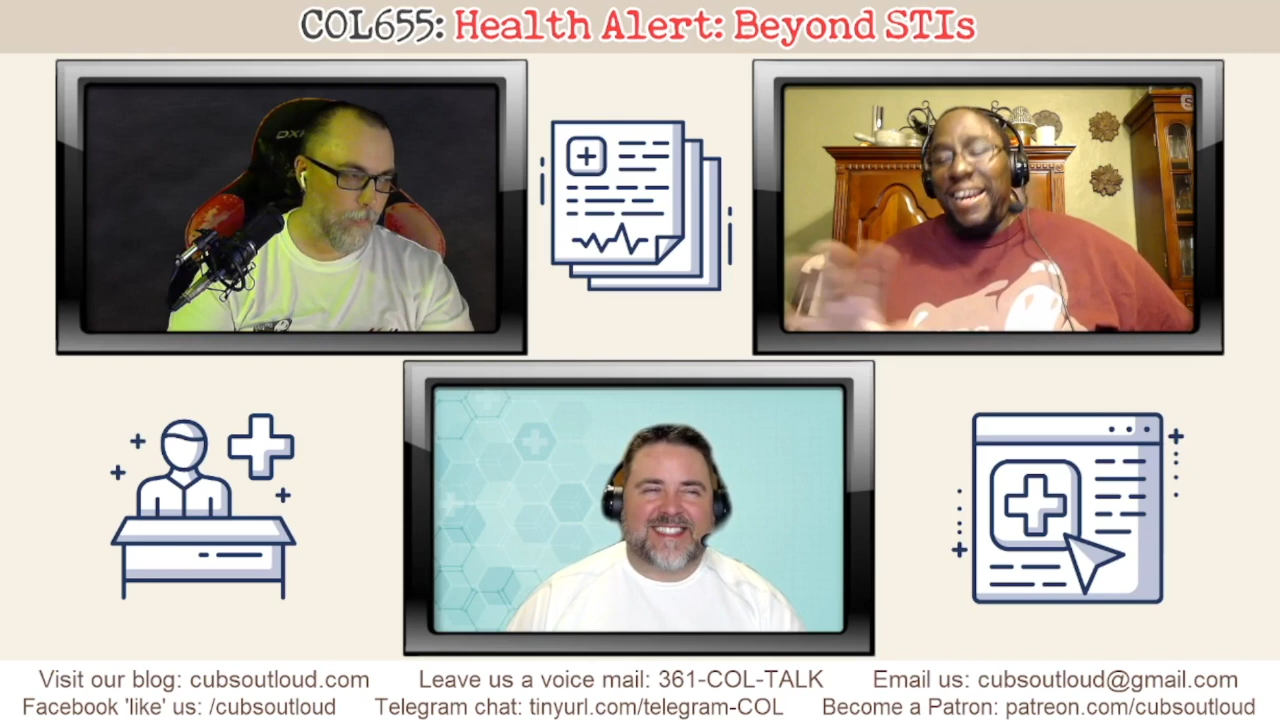 COL655: Health Alert: Beyond STIs
Visit our blog: cubsoutloud.com Leave us a voice mail: 361-COL-TALK Email us: cubsoutloud@gmail.com
Facebook 'like' us: /cubsoutloud Telegram chat: tinyurl.com/telegram-COL Become a Patron: patreon.com/cubsoutloud